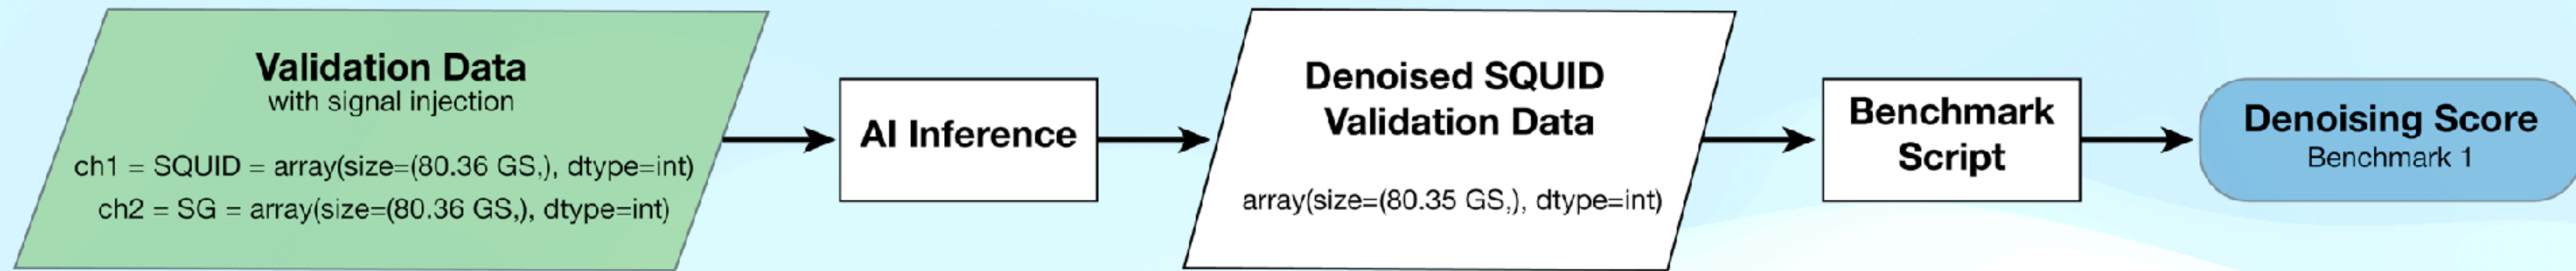 Validation Data
with signal injection
ch1 = SQUID = array(size=(80.36 GS,), dtype=int)
ch2 = SG = array(size=(80.36 GS,), dtype=int)
AI Inference
Denoised SQUID
Validation Data
array(size=(80.35 GS,), dtype=int)
Benchmark
Script
Denoising Score
Benchmark 1